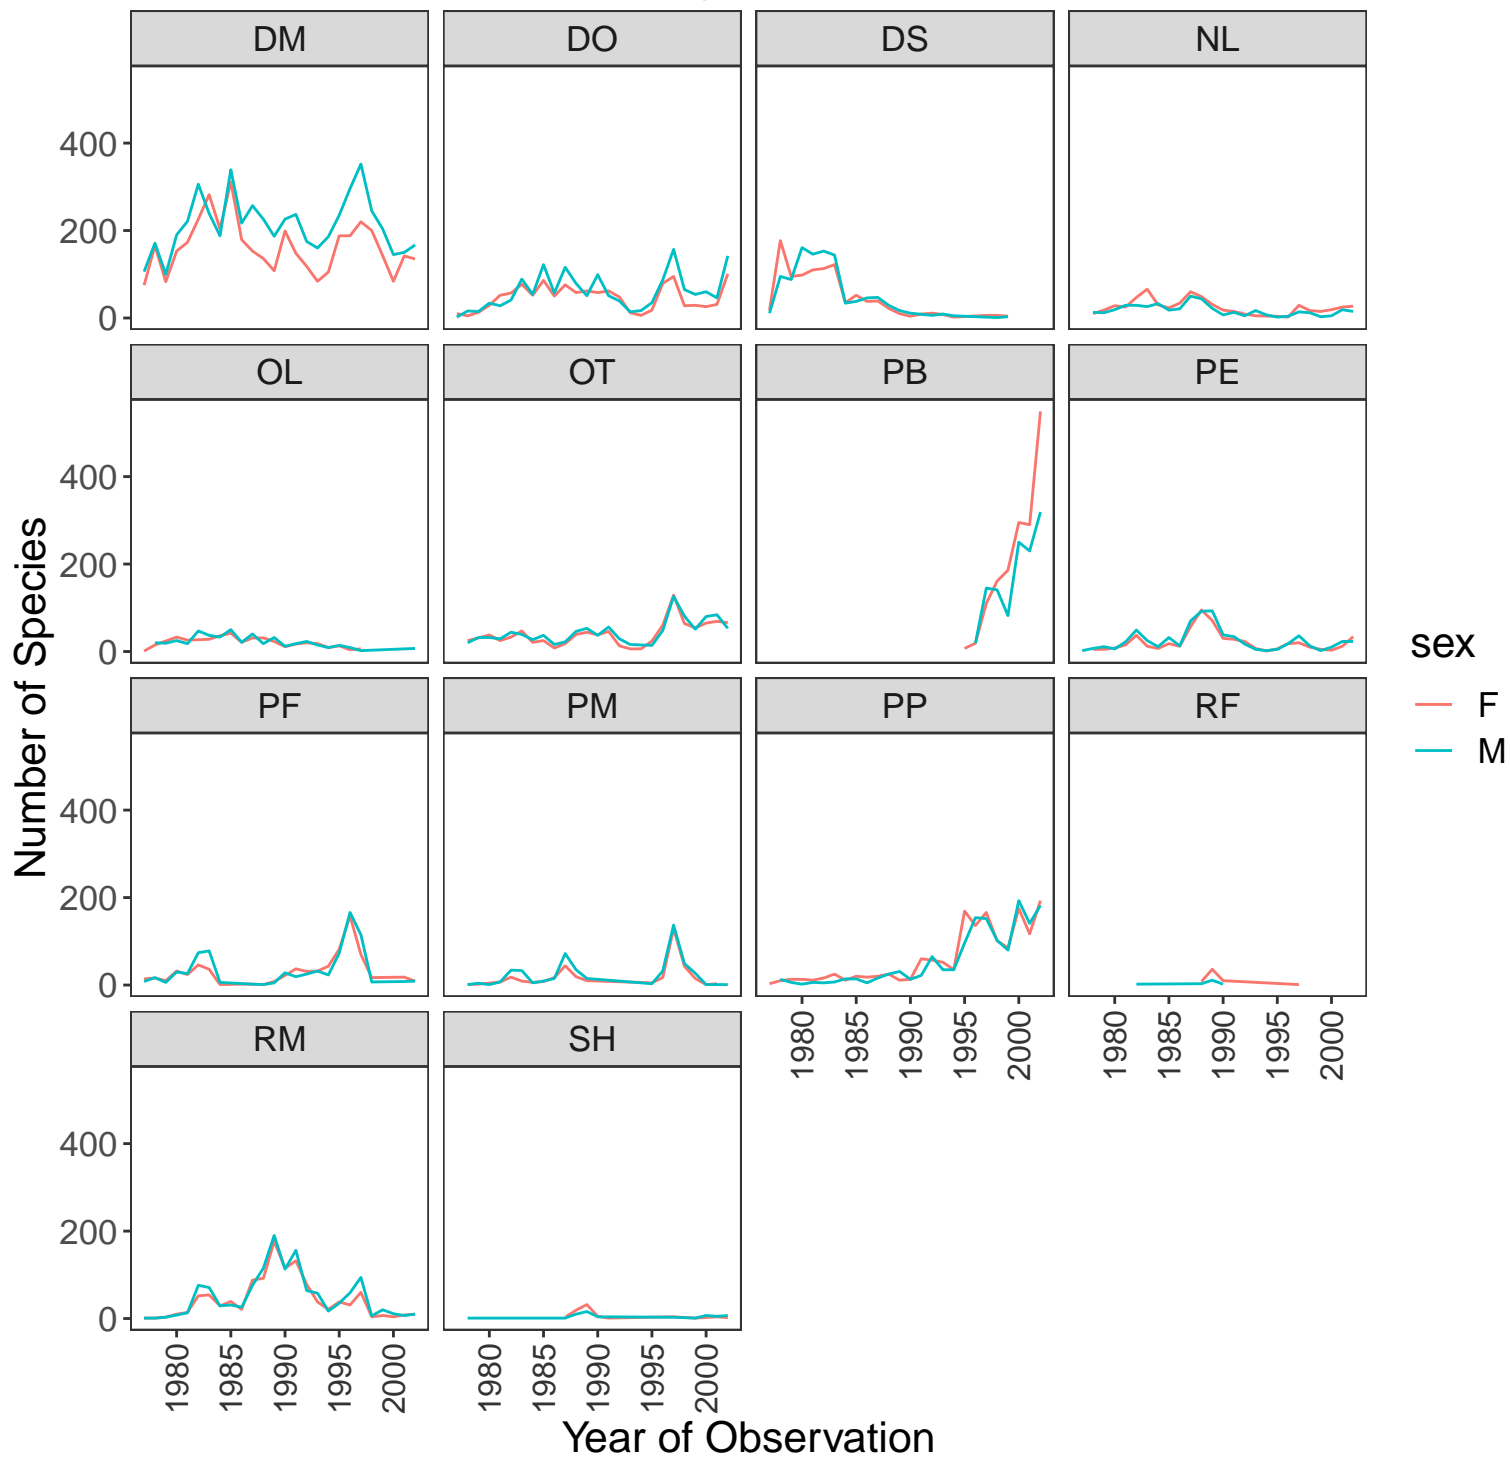 DM DO DS NL
400
200
0
OL OT PB PE
400
200
0
Number of Species
sex
F
M
PF PM PP RF
400
200
0
1980 1985 1990 1995 2000 1980 1985 1990 1995 2000
RM SH
400
200
0
1980 1985 1990 1995 2000 1980 1985 1990 1995 2000
Year of Observation